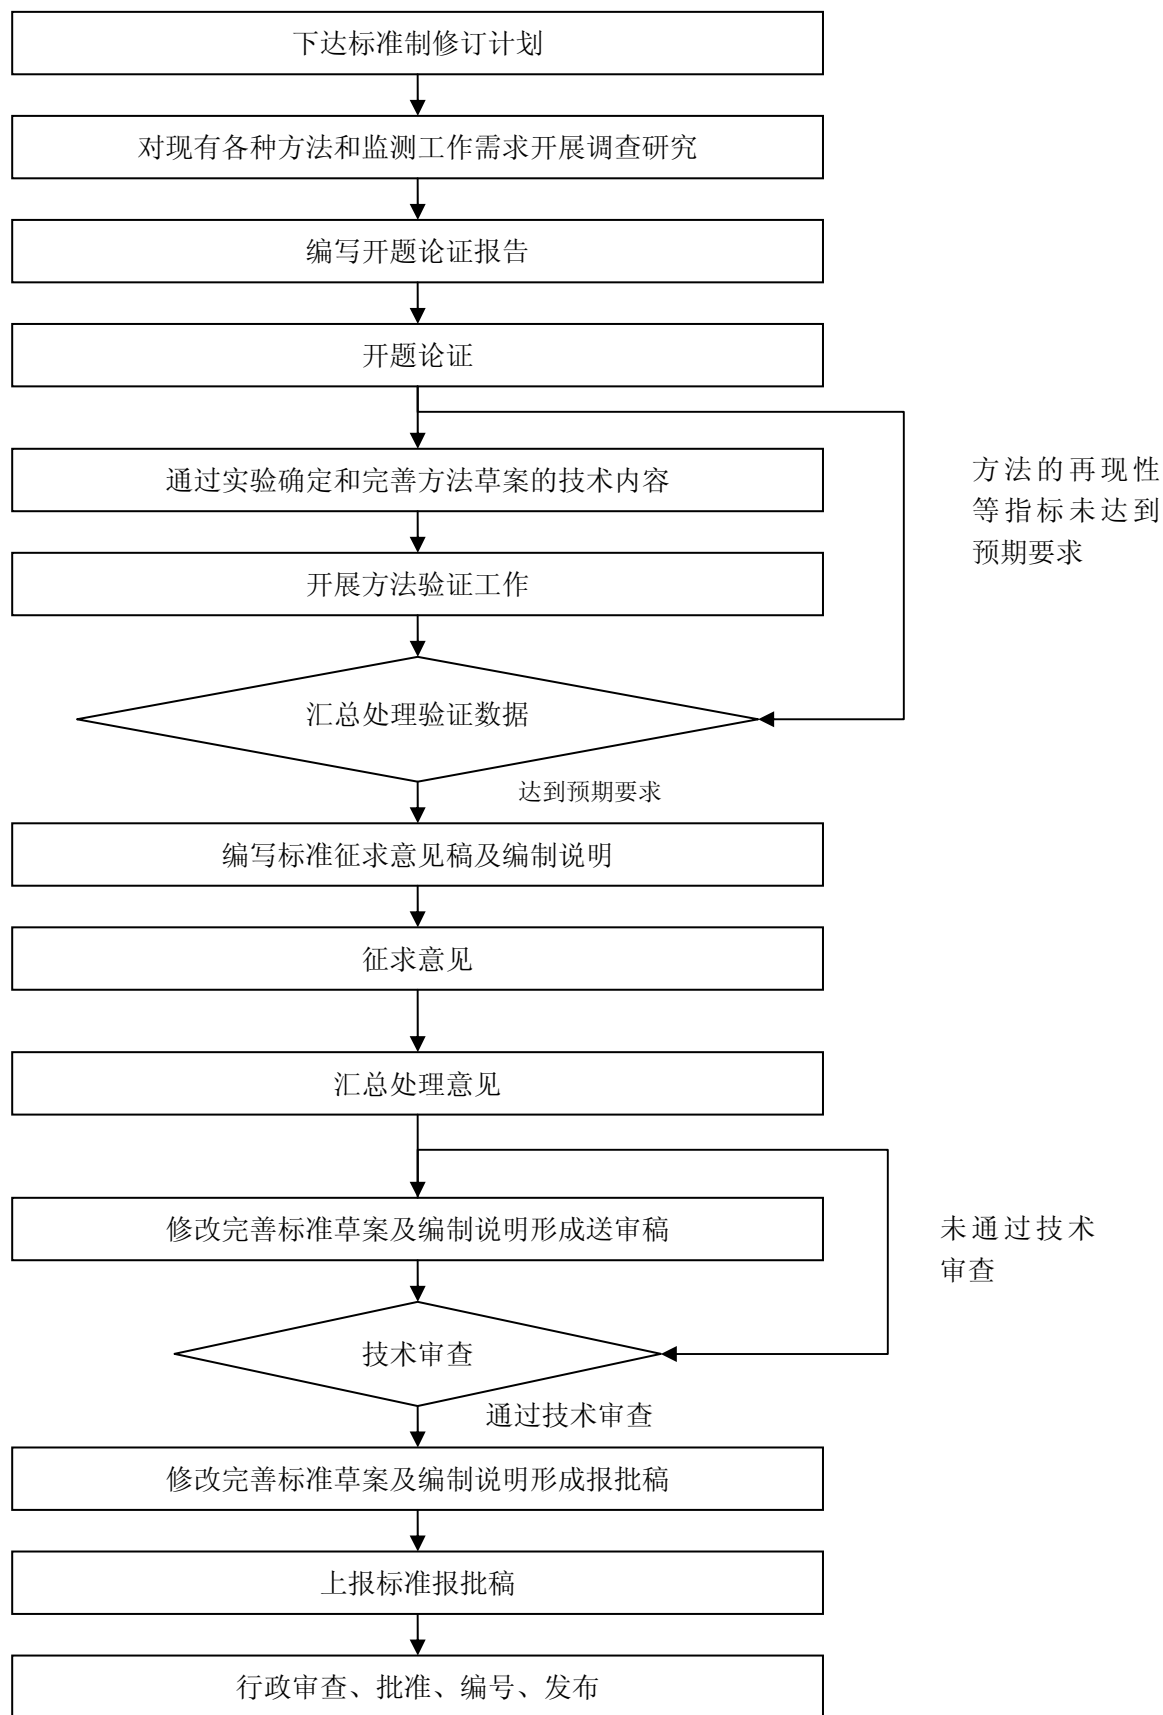 下达标准制修订计划
对现有各种方法和监测工作需求开展调查研究
编写开题论证报告
开题论证
通过实验确定和完善方法草案的技术内容
方法的再现性
等指标未达到
预期要求
开展方法验证工作
汇总处理验证数据
达到预期要求
编写标准征求意见稿及编制说明
征求意见
汇总处理意见
修改完善标准草案及编制说明形成送审稿
未通过技术
审查
技术审查
通过技术审查
修改完善标准草案及编制说明形成报批稿
上报标准报批稿
行政审查、批准、编号、发布